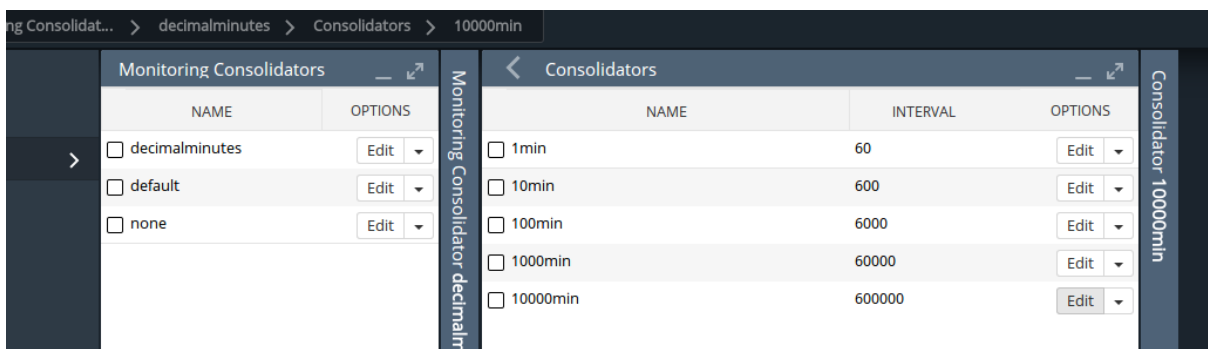 ng Consolidat... > decimalminutes > Consolidators > 10000min
Monitoring Consolidators
NAME OPTIONS
decimalminutes Edit
default Edit
none Edit
Monitoring Consolidator decimalm
Consolidators
NAME INTERVAL OPTIONS
1min 60 Edit
10min 600 Edit
100min 6000 Edit
1000min 60000 Edit
10000min 600000 Edit
Consolidator 10000min